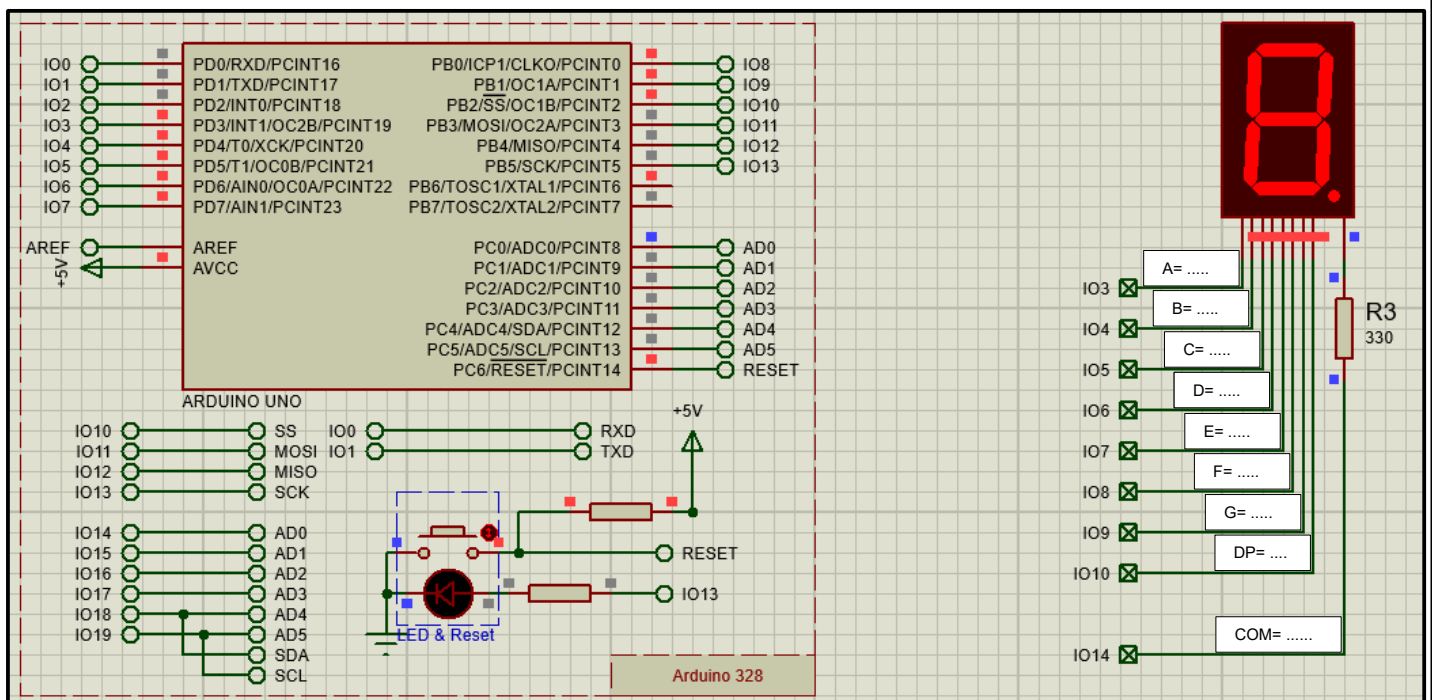 IO0 PD0/RXD/PCINT16 PB0/ICP1/CLKO/PCINT0 IO8
IO1 PD1/TXD/PCINT17 PB1/OC1A/PCINT1 IO9
IO2 PD2/INT0/PCINT18 PB2/SS/OC1B/PCINT2 IO10
IO3 PD3/INT1/OC2B/PCINT19 PB3/MOSI/OC2A/PCINT3 IO11
IO4 PD4/T0/XCK/PCINT20 PB4/MISO/PCINT4 IO12
IO5 PD5/T1/OC0B/PCINT21 PB5/SCK/PCINT5 IO13
IO6 PD6/AIN0/OC0A/PCINT22 PB6/TOSC1/XTAL1/PCINT6
IO7 PD7/AIN1/PCINT23 PB7/TOSC2/XTAL2/PCINT7
AREF AREF PC0/ADC0/PCINT8 AD0
+5V AVCC PC1/ADC1/PCINT9 AD1
PC2/ADC2/PCINT10 AD2
PC3/ADC3/PCINT11 AD3
PC4/ADC4/SDA/PCINT12 AD4
PC5/ADC5/SCL/PCINT13 AD5
PC6/RESET/PCINT14 RESET
ARDUINO UNO
IO10 SS IO0 RXD
IO11 MOSI IO1 TXD
IO12 MISO
IO13 SCK
+5V
IO14 AD0
IO15 AD1
IO16 AD2
IO17 AD3
IO18 AD4
IO19 AD5
SDA
SCL
RESET
IO13
LED & Reset
Arduino 328
8.
A= .....
IO3
B= .....
IO4
C= .....
IO5
D= .....
IO6
E= .....
IO7
F= .....
IO8
G= .....
IO9
DP= ....
IO10
COM= ......
IO14
R3
330